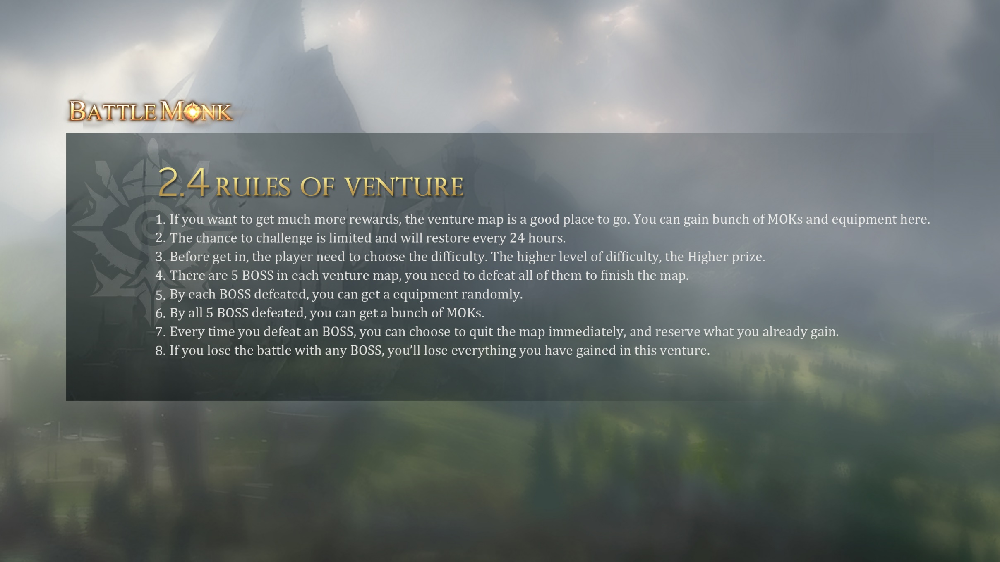 BATTLE MONK
2.4 RULES OF VENTURE
1. If you want to get much more rewards, the venture map is a good place to go. You can gain bunch of MOKs and equipment here.
2. The chance to challenge is limited and will restore every 24 hours.
3. Before get in, the player need to choose the difficulty. The higher level of difficulty, the Higher prize.
4. There are 5 BOSS in each venture map, you need to defeat all of them to finish the map.
5. By each BOSS defeated, you can get a equipment randomly.
6. By all 5 BOSS defeated, you can get a bunch of MOKs.
7. Every time you defeat an BOSS, you can choose to quit the map immediately, and reserve what you already gain.
8. If you lose the battle with any BOSS, you’ll lose everything you have gained in this venture.